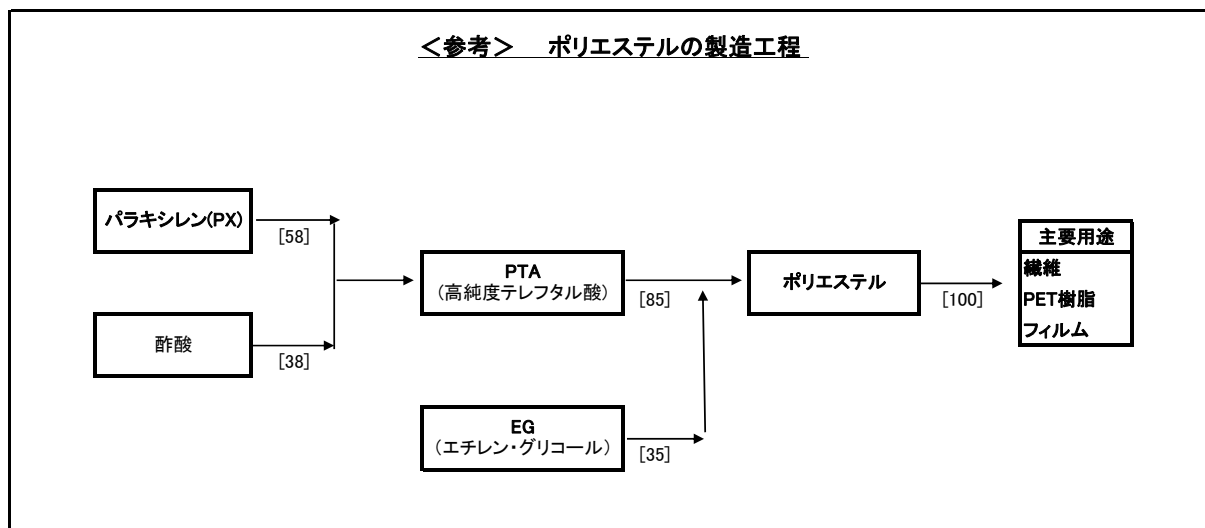 ＜参考＞　ポリエステルの製造工程
パラキシレン(PX)
[58]
酢酸
[38]
PTA
(高純度テレフタル酸)
[85]
EG
(エチレン・グリコール)
[35]
ポリエステル
[100]
主要用途
繊維
PET樹脂
フィルム